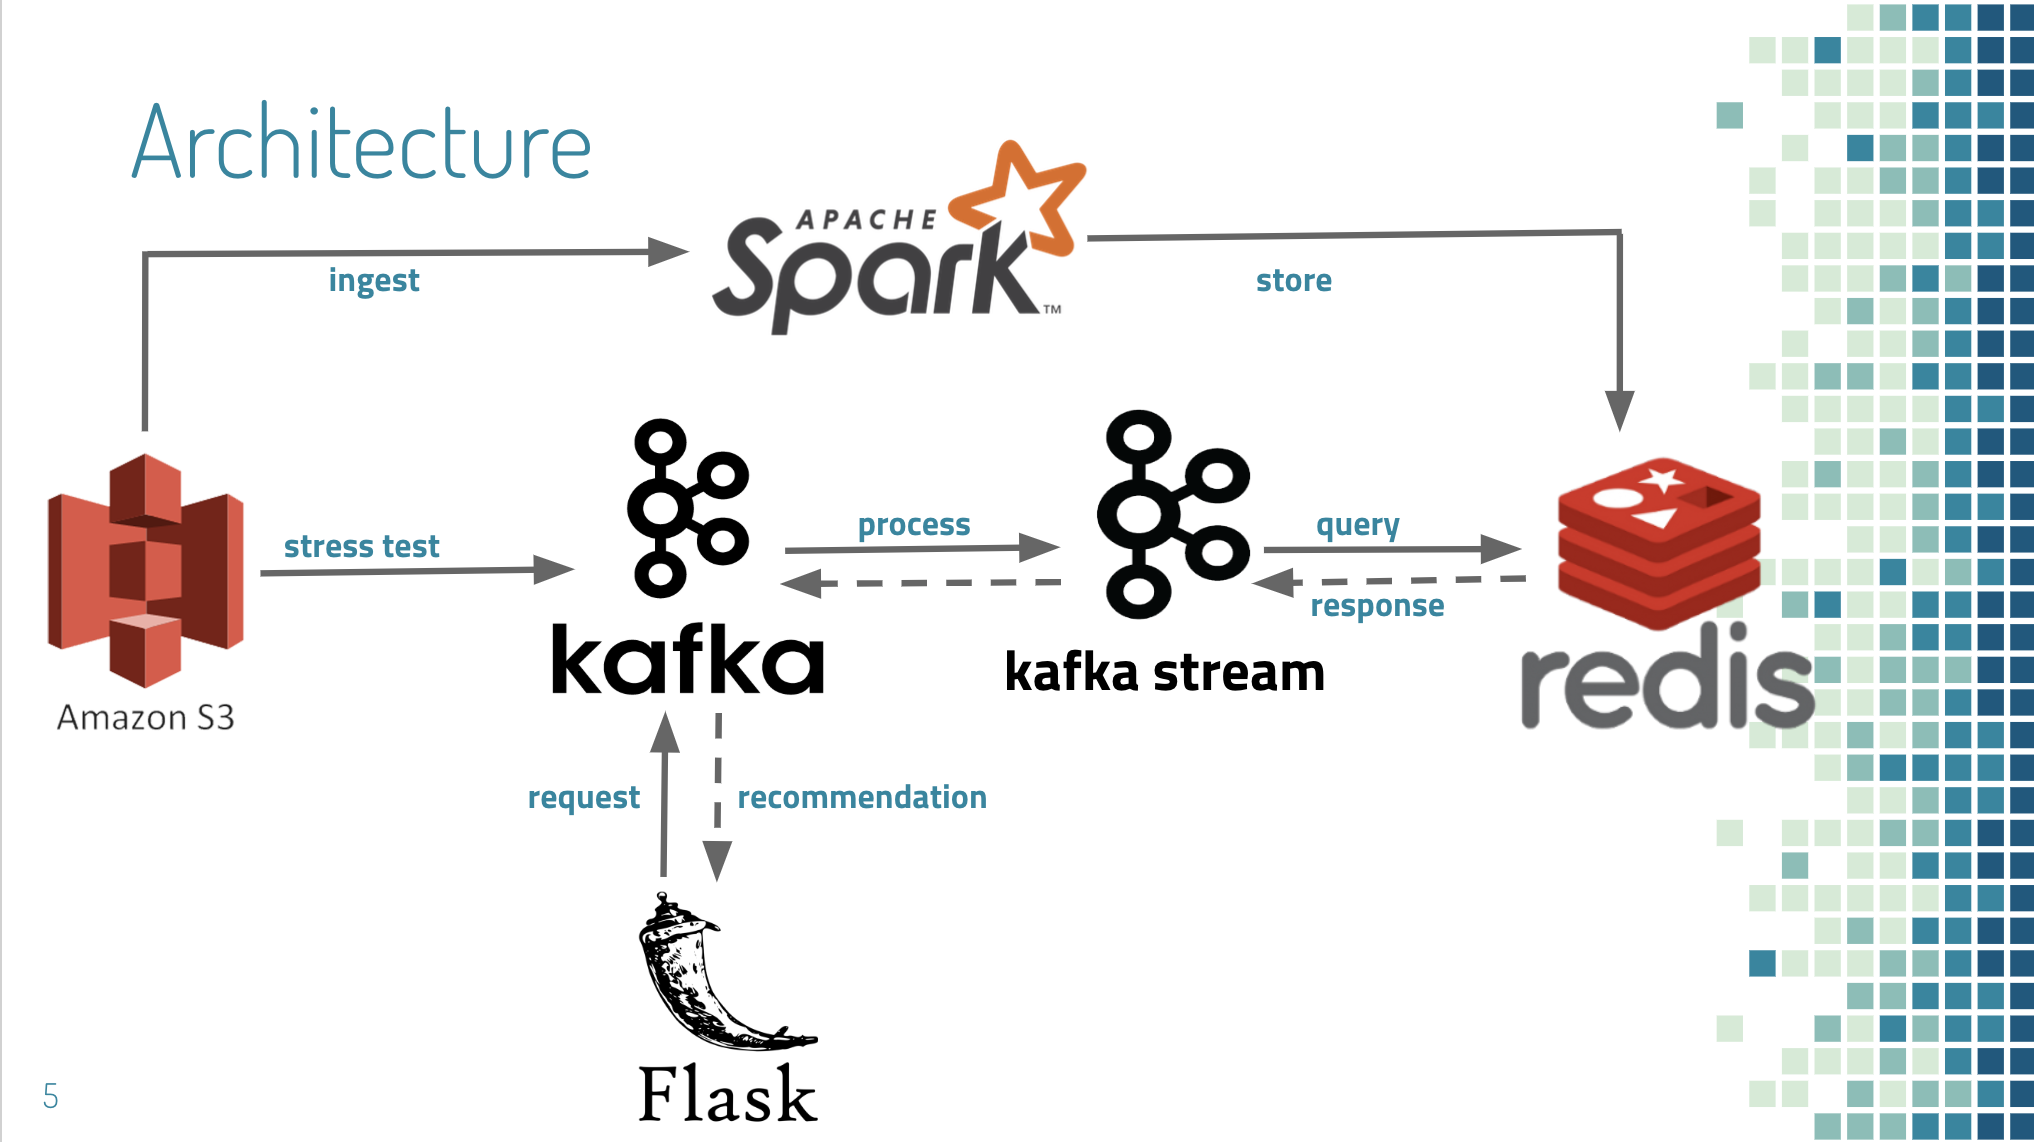 Architecture
APACHE
Spark™
ingest
store
stress test
process
query
response
kafka
kafka stream
redis
Amazon S3
request
recommendation
Flask
5